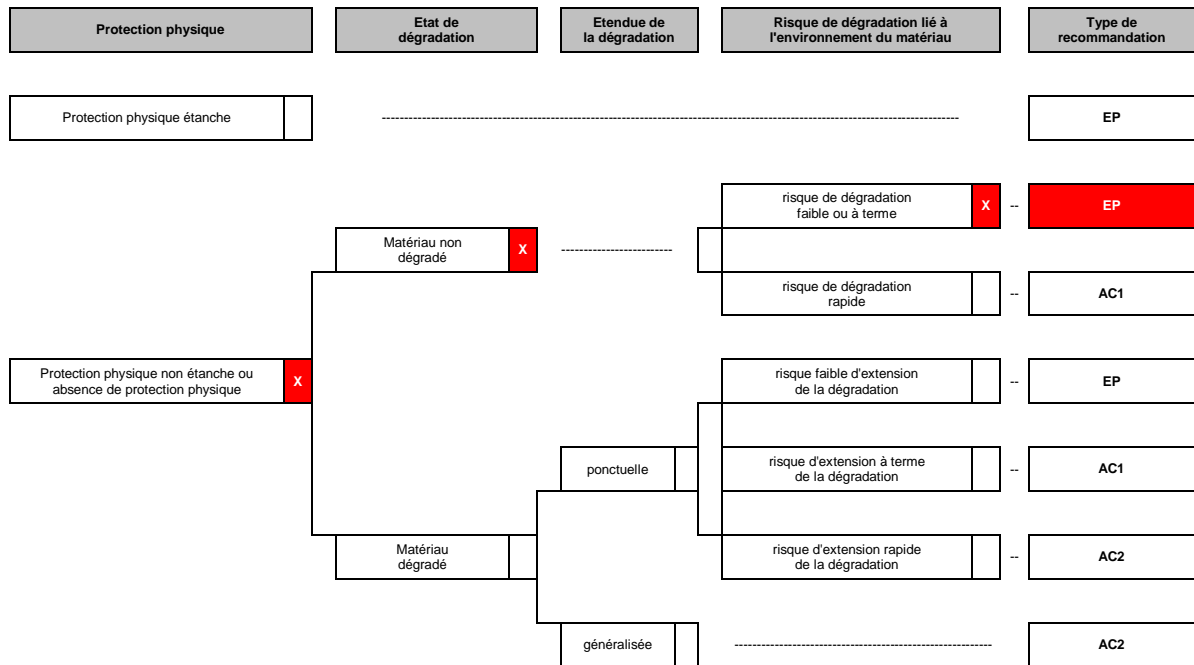 Protection physique
Etat de
dégradation
Etendue de
la dégradation
Risque de dégradation lié à
l'environnement du matériau
Type de
recommandation
Protection physique étanche
EP
risque de dégradation
faible ou à terme
X
--
EP
Matériau non
dégradé
X
risque de dégradation
rapide
--
AC1
Protection physique non étanche ou
absence de protection physique
X
risque faible d'extension
de la dégradation
--
EP
ponctuelle
risque d'extension à terme
de la dégradation
--
AC1
Matériau
dégradé
risque d'extension rapide
de la dégradation
--
AC2
généralisée
AC2